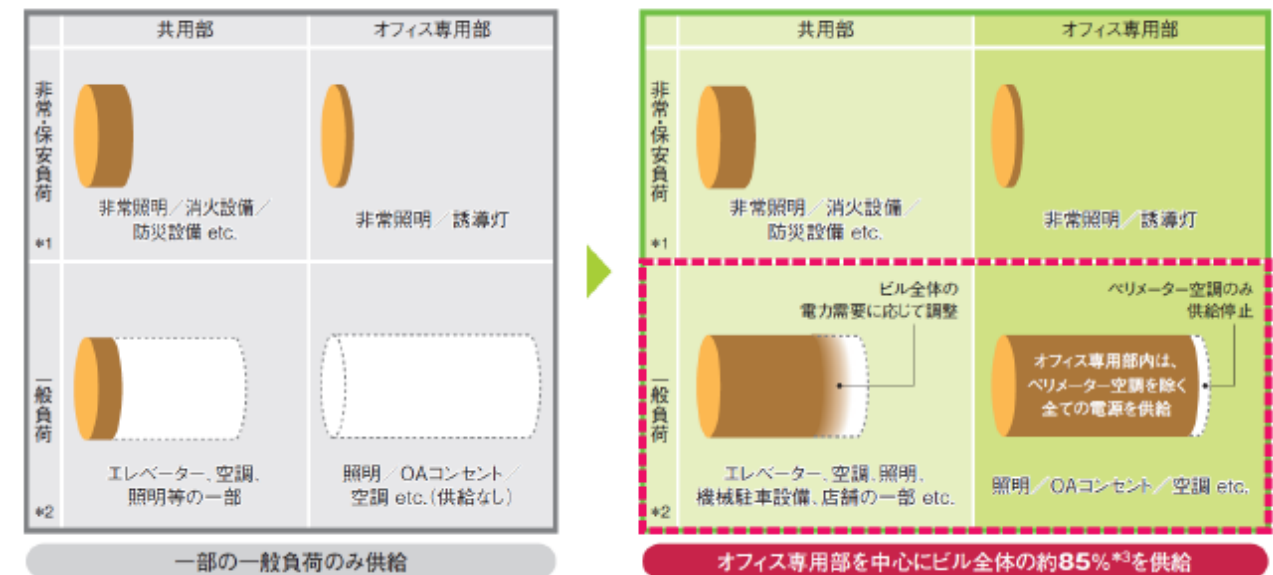 共用部
オフィス専用部
非常・保安負荷
*1
非常照明／消火設備／
防災設備 etc.
非常照明／誘導灯
一般負荷
*2
エレベーター、空調、
照明等の一部
照明／OAコンセント／
空調 etc.（供給なし）
一部の一般負荷のみ供給
共用部
オフィス専用部
非常・保安負荷
*1
非常照明／消火設備／
防災設備 etc.
非常照明／誘導灯
一般負荷
*2
ビル全体の
電力需要に応じて調整
エレベーター、空調、照明、
機械駐車設備、店舗の一部 etc.
ペリメーター空調のみ
供給停止
オフィス専用部内は、
ペリメーター空調を除く
全ての電源を供給
照明／OAコンセント／空調 etc.
オフィス専用部を中心にビル全体の約85%*3を供給